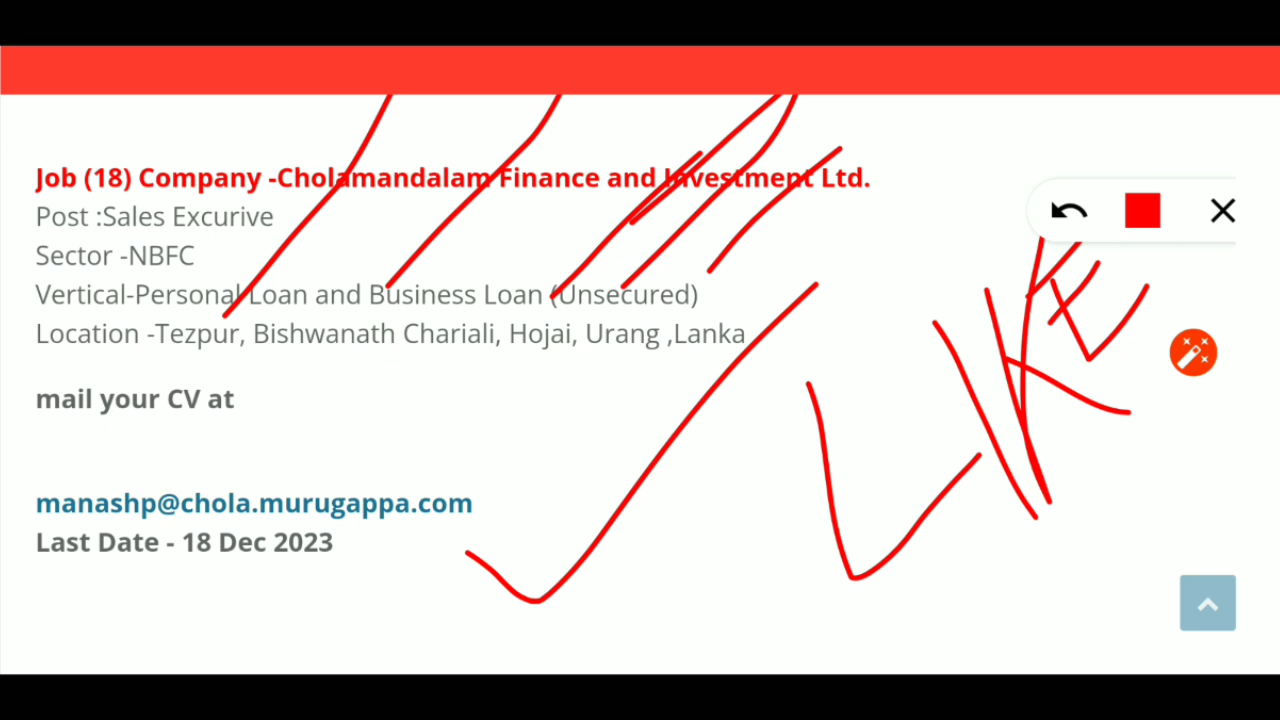 Job (18) Company -Cholamandalam Finance and Investment Ltd.
Post :Sales Excurive
Sector -NBFC
Vertical-Personal Loan and Business Loan (Unsecured)
Location -Tezpur, Bishwanath Chariali, Hojai, Urang ,Lanka
mail your CV at
manashp@chola.murugappa.com
Last Date - 18 Dec 2023
LIKE